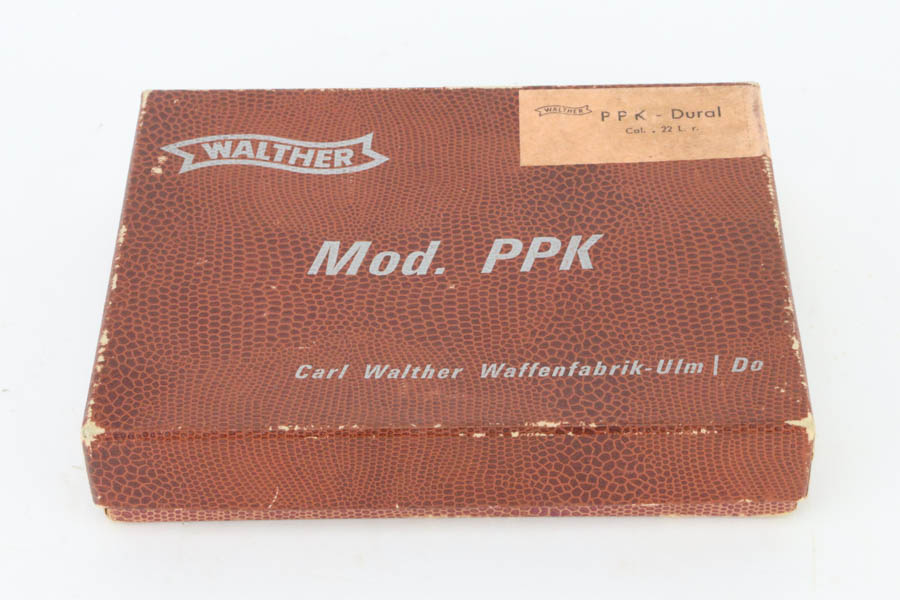 WALTHER PPK - Dural
Cal. .22 L. r.
WALTHER
Mod. PPK
Carl Walther Waffenfabrik-Ulm | Do